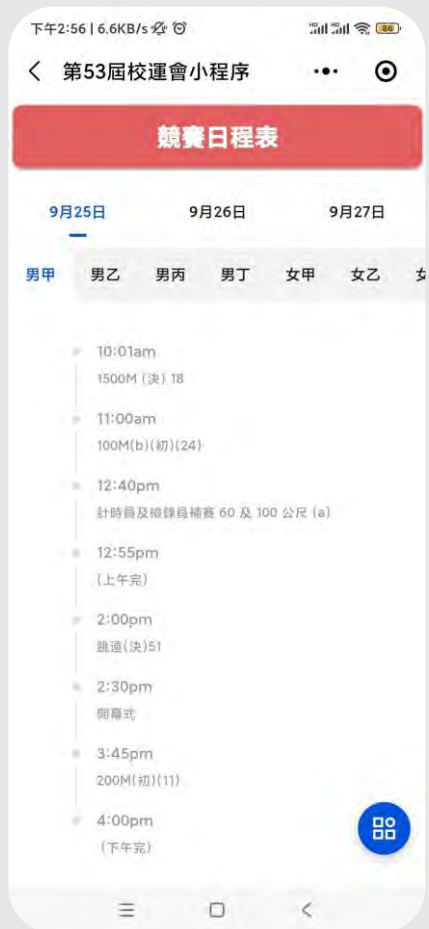 下午2:56 | 6.6KB/s
86
第53屆校運會小程序
競賽日程表
9月25日 9月26日 9月27日
男甲 男乙 男丙 男丁 女甲 女乙
10:01am
1500M (決) 18
11:00am
100M(b)(初)(24)
12:40pm
計時員及檢錄員補賽 60 及 100 公尺 (a)
12:55pm
(上午完)
2:00pm
跳遠(決)51
2:30pm
開幕式
3:45pm
200M(初)(11)
4:00pm
(下午完)